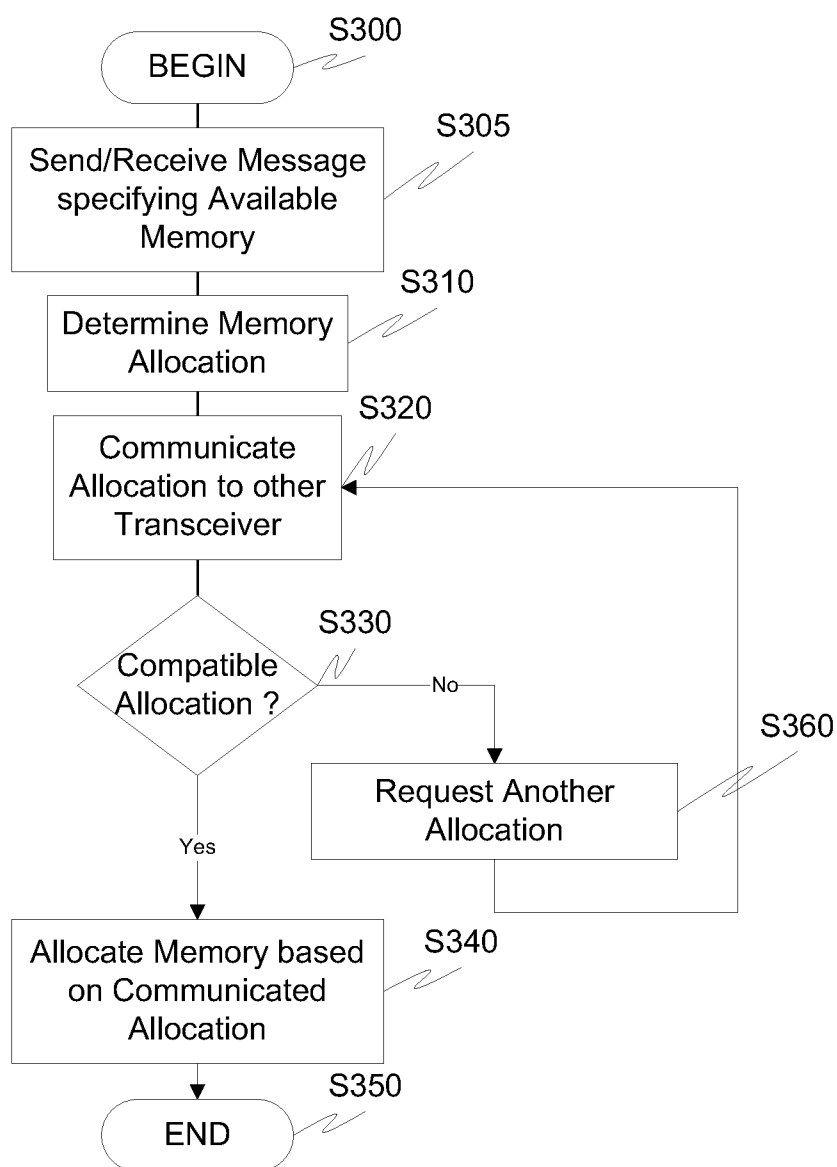 S300
BEGIN
S305
Send/Receive Message
specifying Available
Memory
S310
Determine Memory
Allocation
S320
Communicate
Allocation to other
Transceiver
S330
Compatible
Allocation ?
No
S360
Request Another
Allocation
Yes
S340
Allocate Memory based
on Communicated
Allocation
S350
END